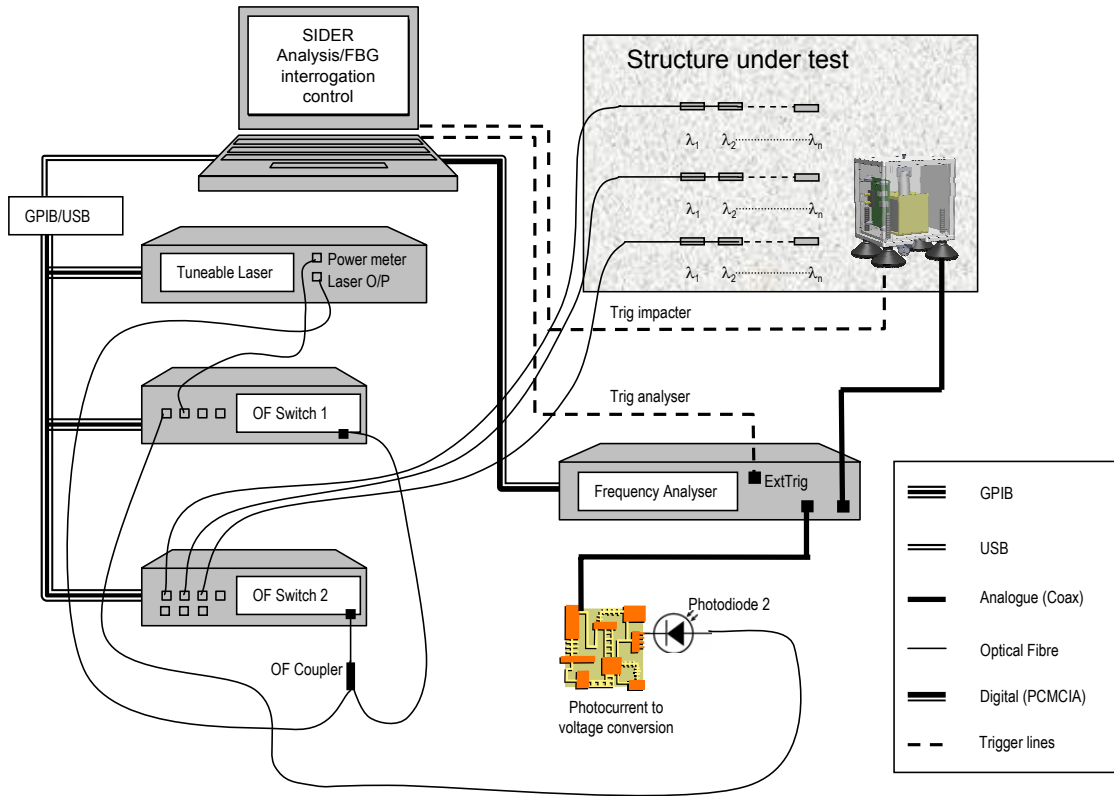 SIDER
Analysis/FBG
interrogation
control
Structure under test
λ1 λ2 λn
λ1 λ2 λn
λ1 λ2 λn
GPIB/USB
Tuneable Laser
Power meter
Laser O/P
Trig impacter
OF Switch 1
Trig analyser
Frequency Analyser
ExtTrig
OF Switch 2
OF Coupler
Photodiode 2
Photocurrent to
voltage conversion
GPIB
USB
Analogue (Coax)
Optical Fibre
Digital (PCMCIA)
Trigger lines